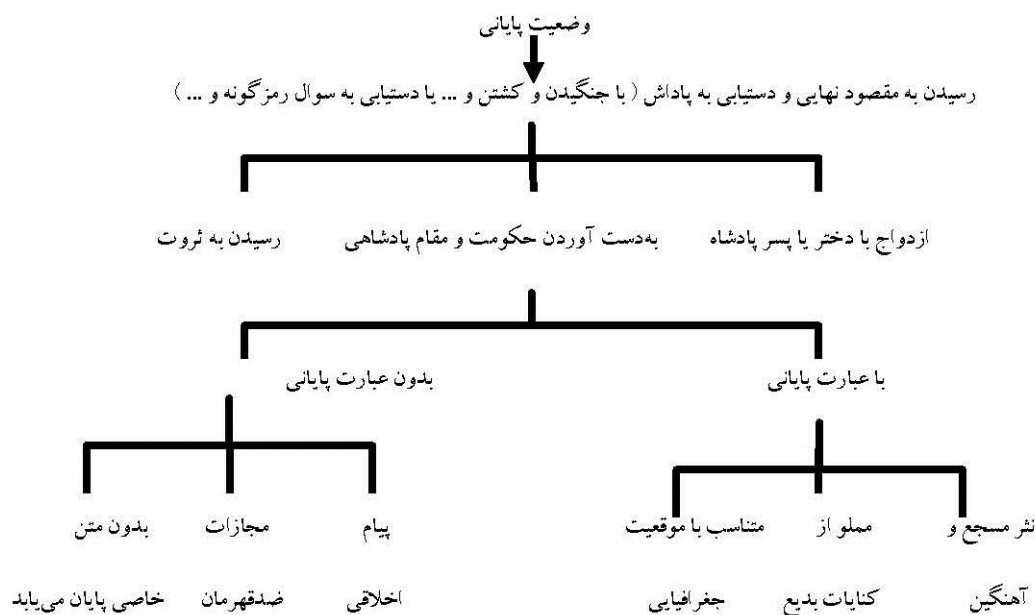 وضعیت پایانی
رسیدن به مقصود نهایی و دستیابی به پاداش ( با جنگیدن و کشتن و ... یا دستیابی به سوال رمزگونه و ... )
ازدواج با دختر یا پسر پادشاه به‌دست آوردن حکومت و مقام پادشاهی رسیدن به ثروت
با عبارت پایانی بدون عبارت پایانی
نثر مسجع و مملو از متناسب با موقعیت پیام مجازات بدون متن
آهنگین کنایات بدیع جغرافیایی اخلاقی ضدقهرمان خاصی پایان می‌یابد